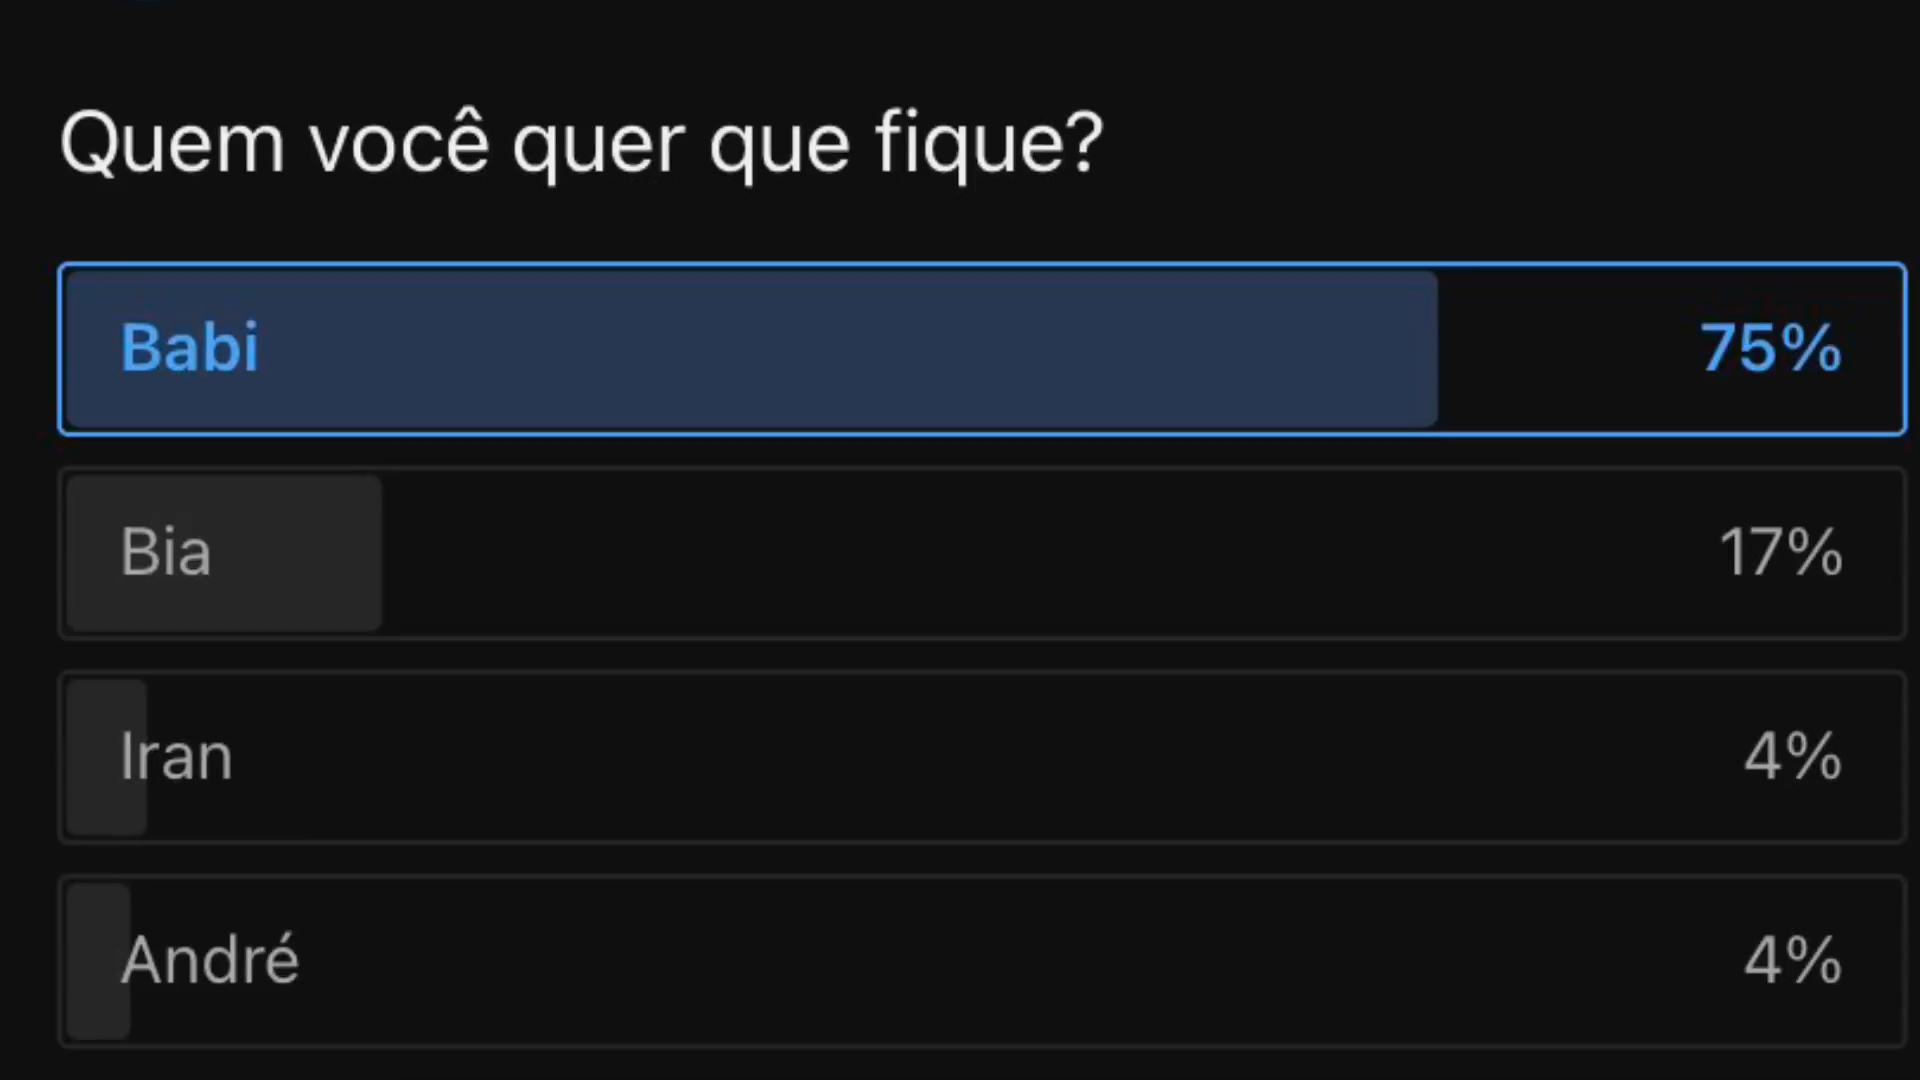 Quem você quer que fique?
Babi 75%
Bia 17%
Iran 4%
André 4%